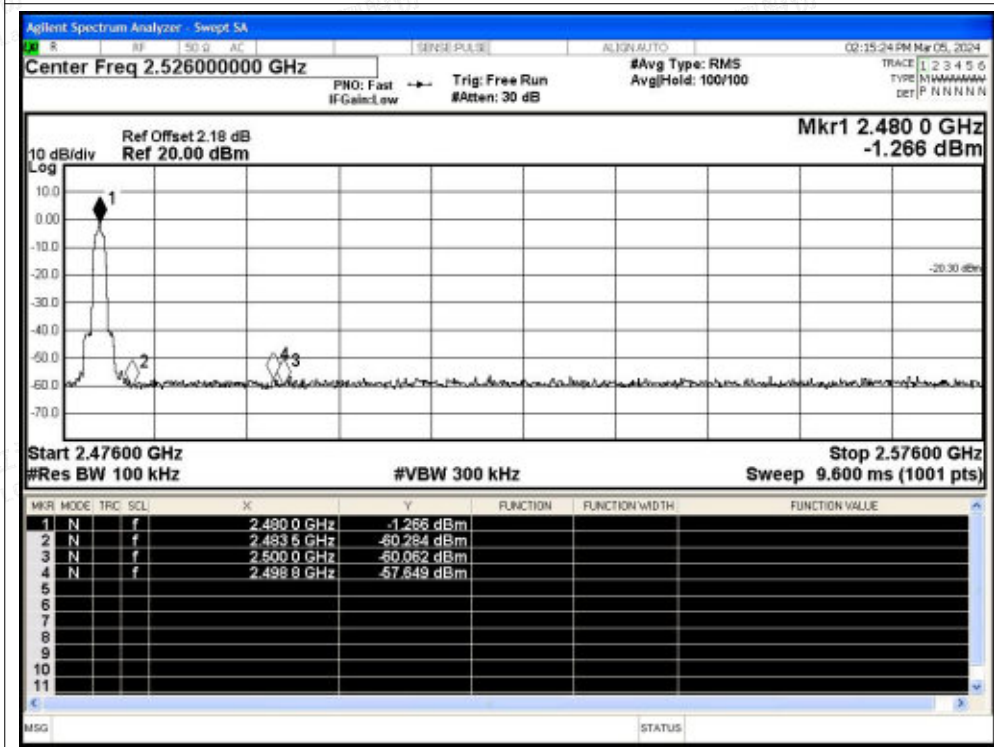 Agilent Spectrum Analyzer - Swept SA
R RF 50 Ω AC SENSE:PULSE ALIGN AUTO 02:15:24 PM Mar 05, 2024
Center Freq 2.526000000 GHz #Avg Type: RMS TRACE 1 2 3 4 5 6
PNO: Fast Trig: Free Run Avg|Hold: 100/100 TYPE M
IFGain:Low #Atten: 30 dB DET P N N N N N
Mkr1 2.480 0 GHz
Ref Offset 2.18 dB
10 dB/div Ref 20.00 dBm -1.266 dBm
Log
10.0
1
0.00
-10.0
-20.0 -20.30 dBm
-30.0
-40.0
-50.0 2 4 3
-60.0
-70.0
Start 2.47600 GHz Stop 2.57600 GHz
#Res BW 100 kHz #VBW 300 kHz Sweep 9.600 ms (1001 pts)
MKR MODE TRC SCL X Y FUNCTION FUNCTION WIDTH FUNCTION VALUE
1 N f 2.480 0 GHz -1.266 dBm
2 N f 2.483 5 GHz -60.284 dBm
3 N f 2.500 0 GHz -60.062 dBm
4 N f 2.498 8 GHz -57.649 dBm
5
6
7
8
9
10
11
MSG STATUS